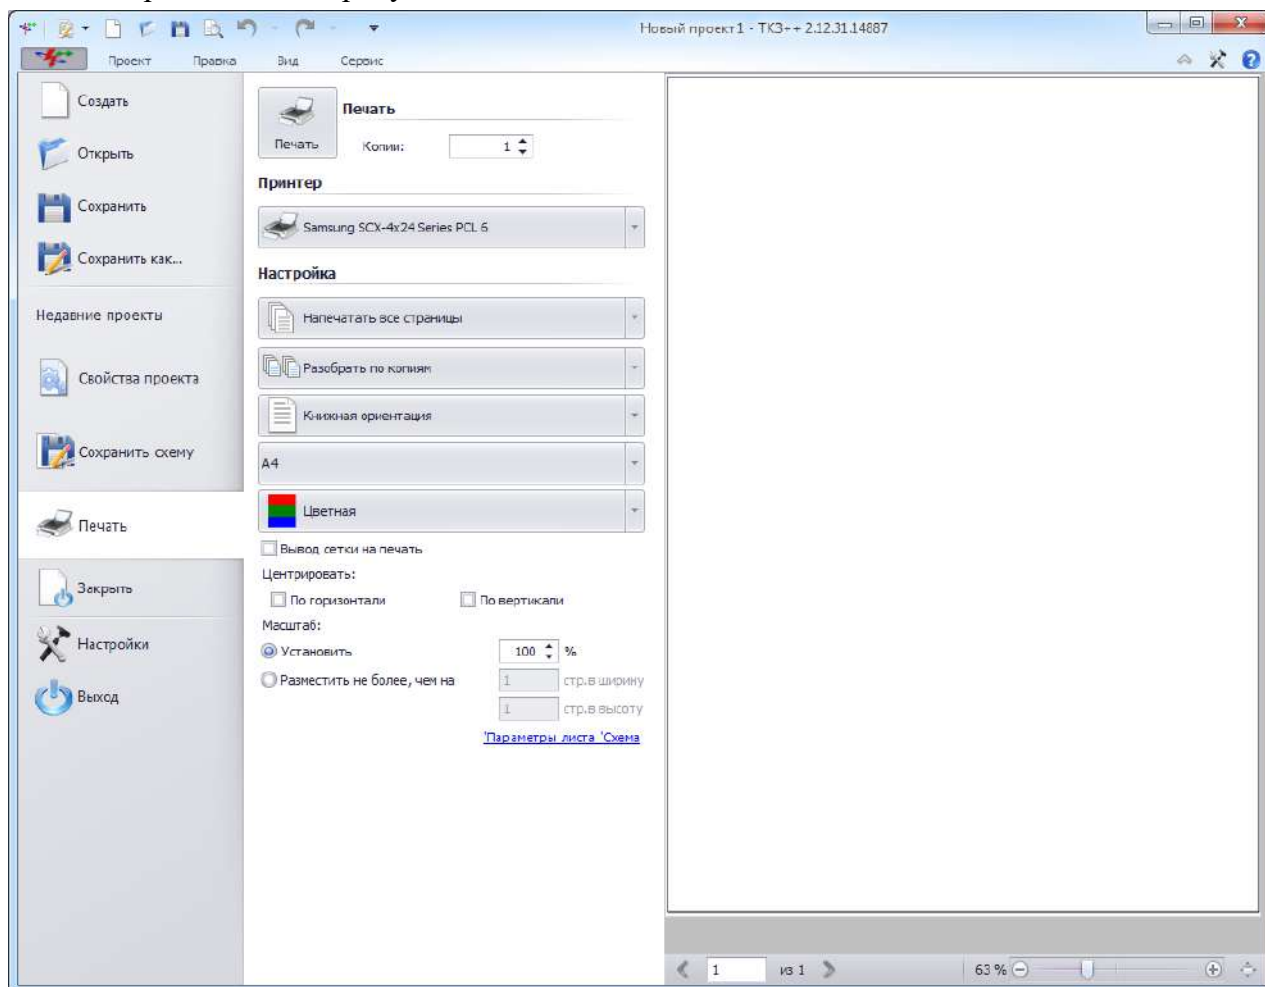 Новый проект1 - ТКЗ++ 2.12.31.14887
Проект Правка Вид Сервис
Создать
Открыть
Сохранить
Сохранить как...
Недавние проекты
Свойства проекта
Сохранить схему
Печать
Закрыть
Настройки
Выход
Печать
Печать
Копии: 1
Принтер
Samsung SCX-4x24 Series PCL 6
Настройка
Напечатать все страницы
Разобрать по копиям
Книжная ориентация
A4
Цветная
Вывод сетки на печать
Центрировать:
По горизонтали По вертикали
Масштаб:
Установить 100 %
Разместить не более, чем на 1 стр.в ширину
1 стр.в высоту
'Параметры листа 'Схема
1 из 1 63 %